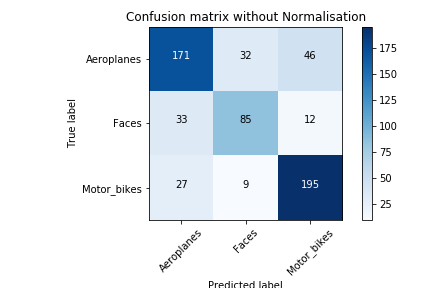 Confusion matrix without Normalisation
True label
Aeroplanes 171 32 46
Faces 33 85 12
Motor_bikes 27 9 195
Aeroplanes Faces Motor_bikes
Predicted label
175
150
125
100
75
50
25